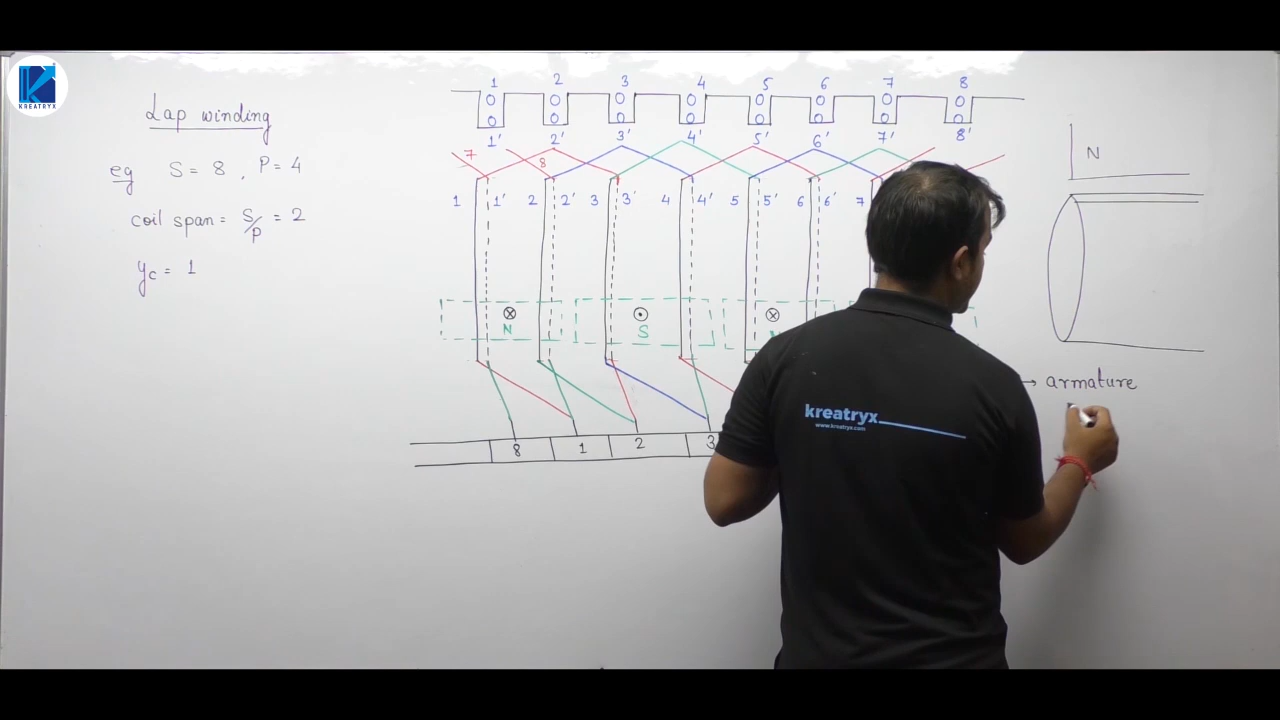 KREATRYX
Lap winding
eg S = 8 , P = 4
coil span = S/P = 2
yc = 1
1 2 3 4 5 6 7 8
1' 2' 3' 4' 5' 6' 7' 8'
7 8
1 1' 2 2' 3 3' 4 4' 5 5' 6 6' 7
N S
8 1 2 3
N
→ armature
kreatryx
www.kreatryx.com